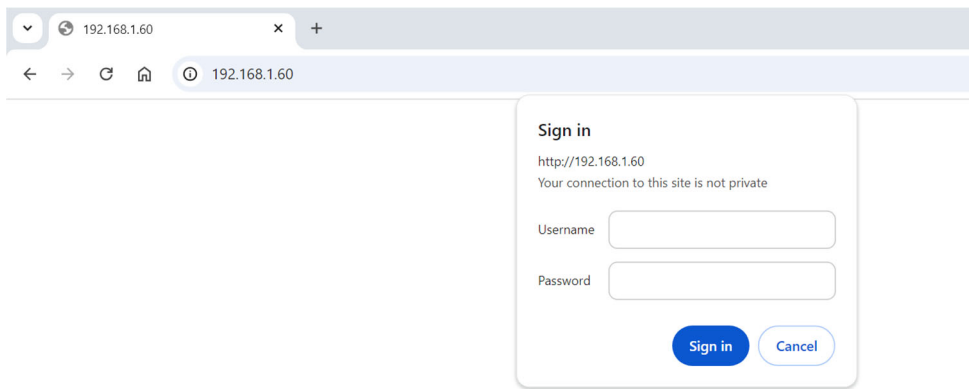 192.168.1.60
192.168.1.60
Sign in
http://192.168.1.60
Your connection to this site is not private
Username
Password
Sign in Cancel